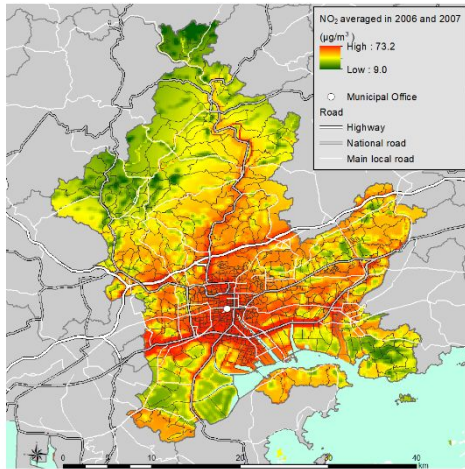 NO2 averaged in 2006 and 2007
(μg/m³)
High : 73.2
Low : 9.0
Municipal Office
Road
Highway
National road
Main local road
0 10 20 30 40
km